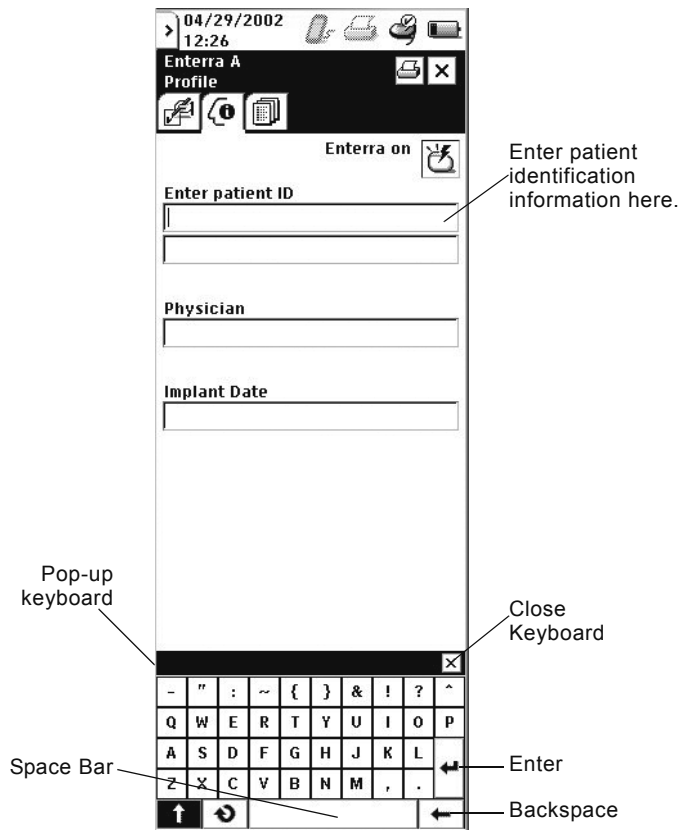 04/29/2002
12:26
Enterra A
Profile
Enterra on
Enter patient
identification
information here.
Enter patient ID
Physician
Implant Date
Pop-up
keyboard
Close
Keyboard
- " : ~ { } & ! ? ^
Q W E R T Y U I O P
A S D F G H J K L
Z X C V B N M , .
Space Bar
Enter
Backspace